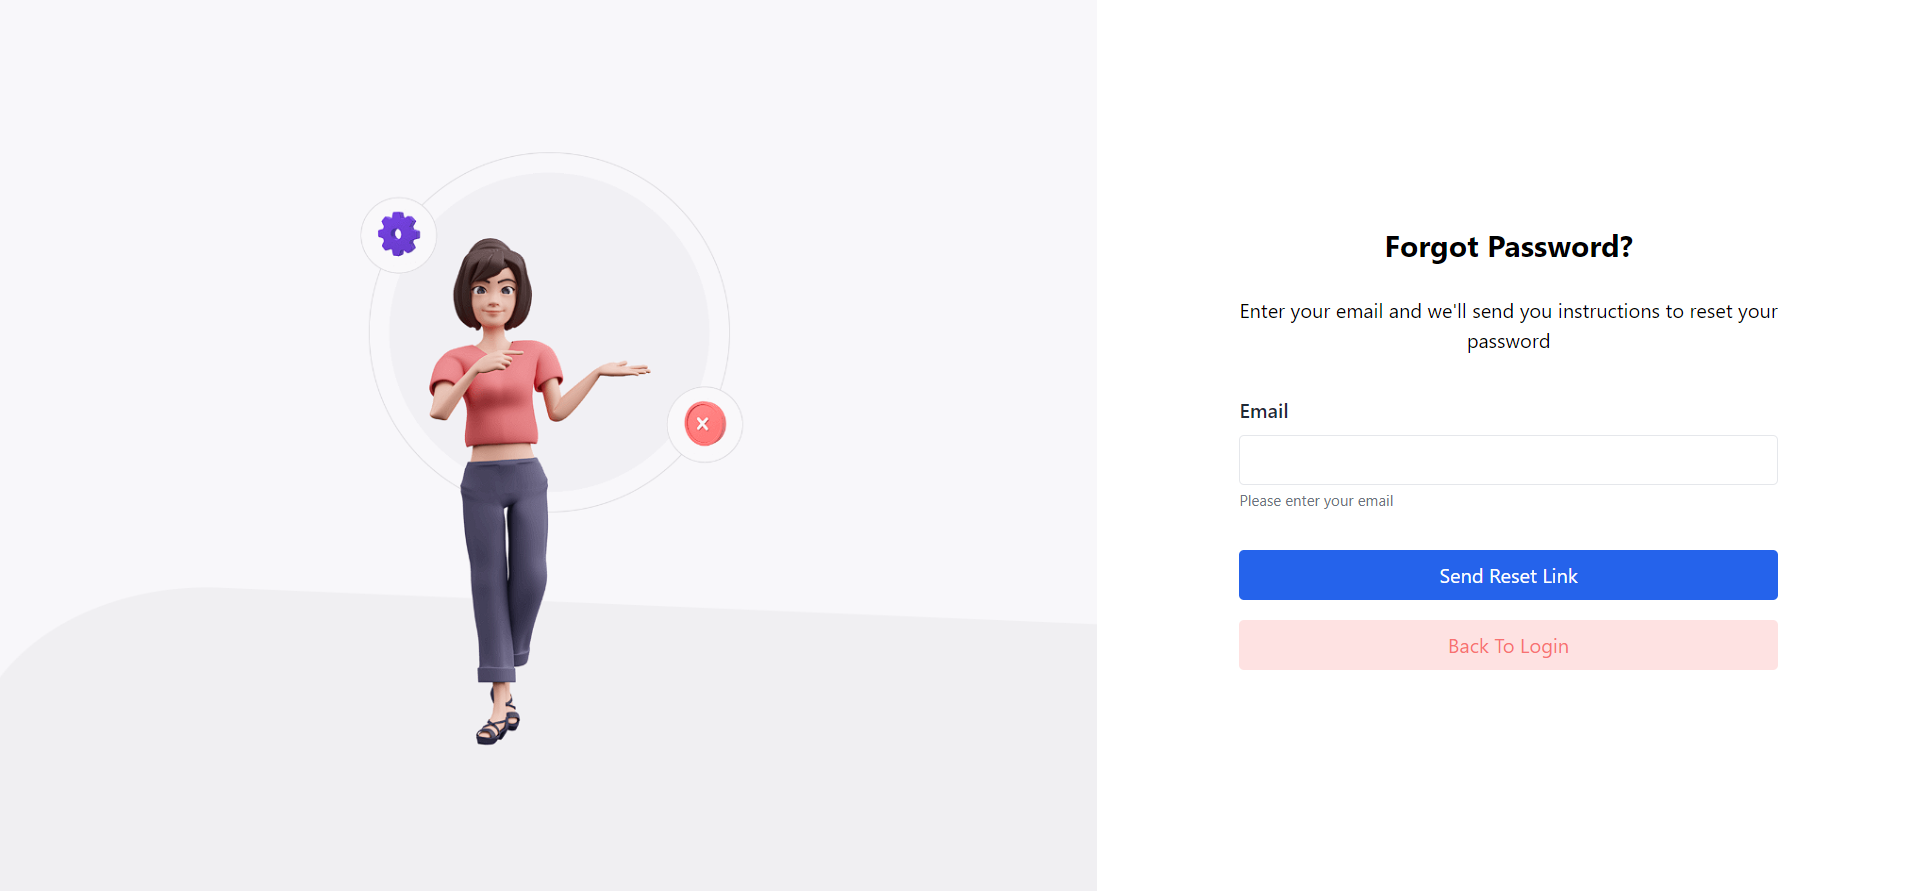 Forgot Password?
Enter your email and we'll send you instructions to reset your
password
Email
Please enter your email
Send Reset Link
Back To Login